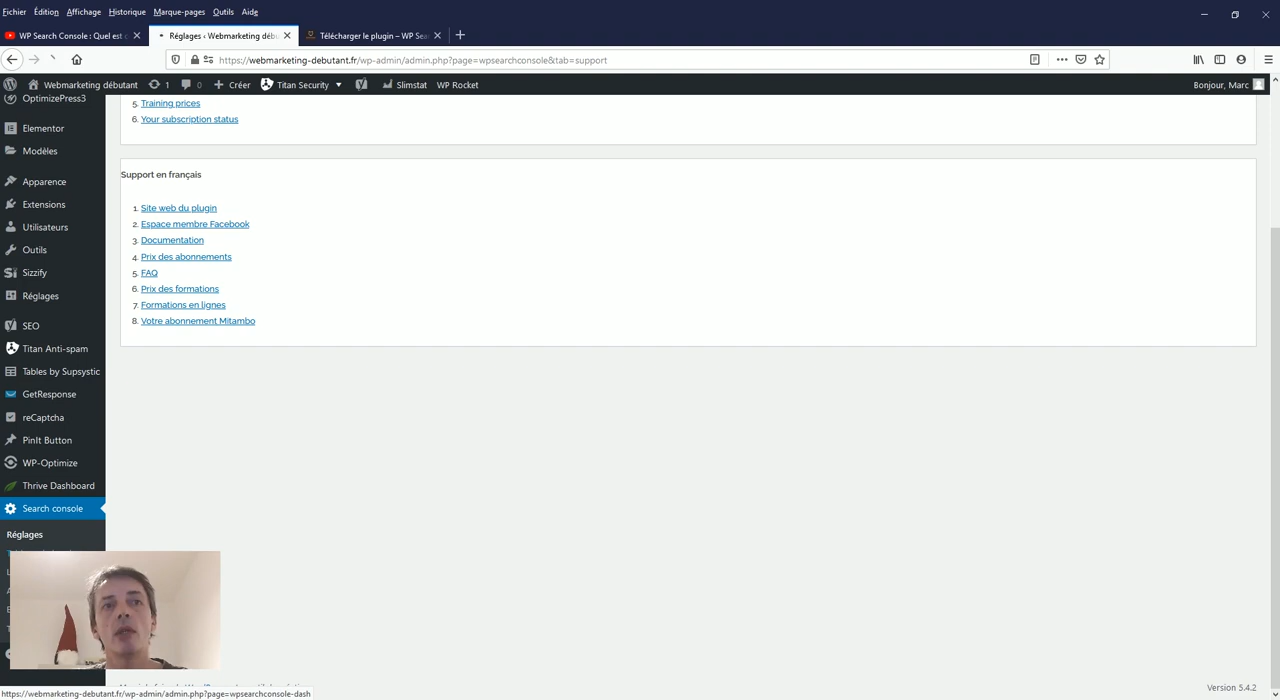 Fichier Édition Affichage Historique Marque-pages Outils Aide
WP Search Console : Quel est c
Réglages ‹ Webmarketing déb
Télécharger le plugin – WP Sea
https://webmarketing-debutant.fr/wp-admin/admin.php?page=wpsearchconsole&tab=support
Webmarketing débutant 1 0 Créer Titan Security Slimstat WP Rocket Bonjour, Marc
OptimizePress3
Elementor
Modèles
Apparence
Extensions
Utilisateurs
Outils
Sizzify
Réglages
SEO
Titan Anti-spam
Tables by Supsystic
GetResponse
reCaptcha
PinIt Button
WP-Optimize
Thrive Dashboard
Search console
Réglages
5. Training prices
6. Your subscription status
Support en français
1. Site web du plugin
2. Espace membre Facebook
3. Documentation
4. Prix des abonnements
5. FAQ
6. Prix des formations
7. Formations en lignes
8. Votre abonnement Mitambo
Version 5.4.2
https://webmarketing-debutant.fr/wp-admin/admin.php?page=wpsearchconsole-dash